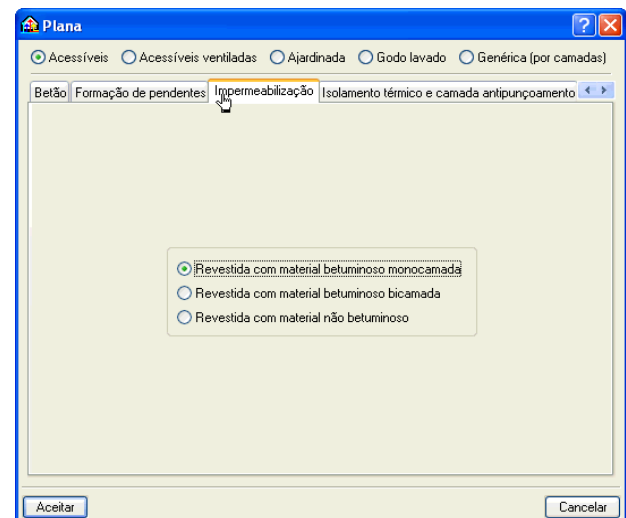 Plana
Acessíveis Acessíveis ventiladas Ajardinada Godo lavado Genérica (por camadas)
Betão Formação de pendentes Impermeabilização Isolamento térmico e camada antipunçoamento
Revestida com material betuminoso monocamada
Revestida com material betuminoso bicamada
Revestida com material não betuminoso
Aceitar Cancelar